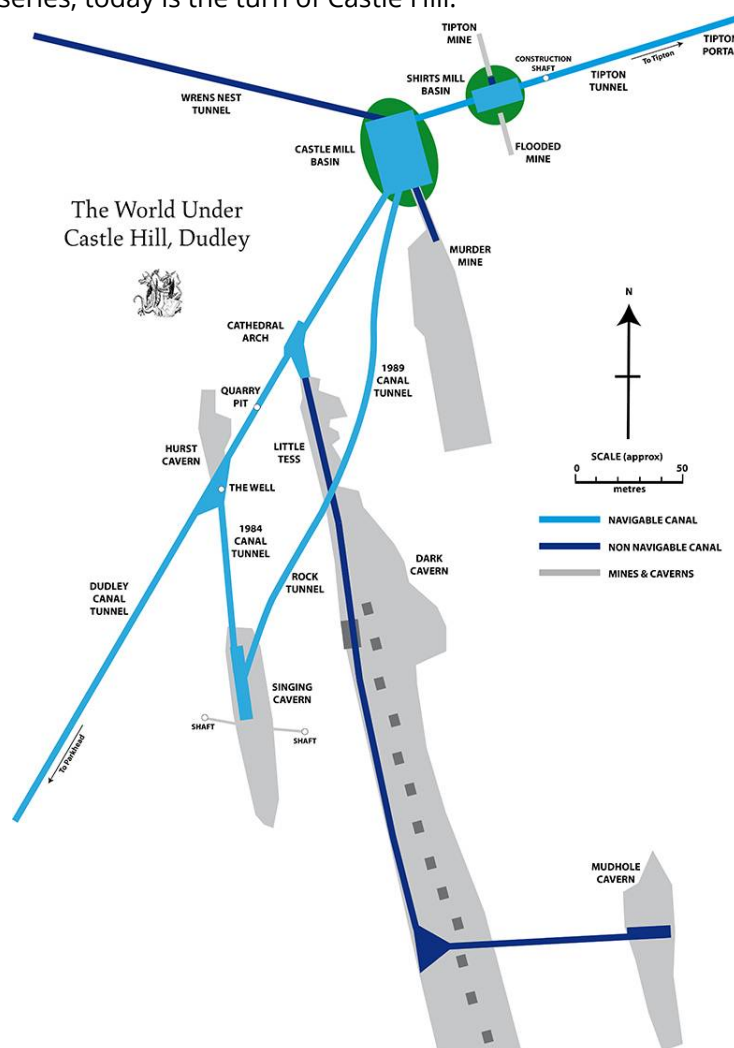 series, today is the turn of Castle Hill.
TIPTON
MINE
TIPTON
PORTA
CONSTRUCTION
SHAFT
To Tipton
SHIRTS MILL
BASIN
TIPTON
TUNNEL
WRENS NEST
TUNNEL
CASTLE MILL
BASIN
FLOODED
MINE
The World Under
Castle Hill, Dudley
MURDER
MINE
N
CATHEDRAL
ARCH
1989
CANAL
TUNNEL
QUARRY
PIT
HURST
CAVERN
LITTLE
TESS
SCALE (approx)
0 50
metres
THE WELL
NAVIGABLE CANAL
1984
CANAL
TUNNEL
NON NAVIGABLE CANAL
DARK
CAVERN
MINES & CAVERNS
ROCK
TUNNEL
DUDLEY
CANAL
TUNNEL
SINGING
CAVERN
SHAFT
SHAFT
To Parkhead
MUDHOLE
CAVERN